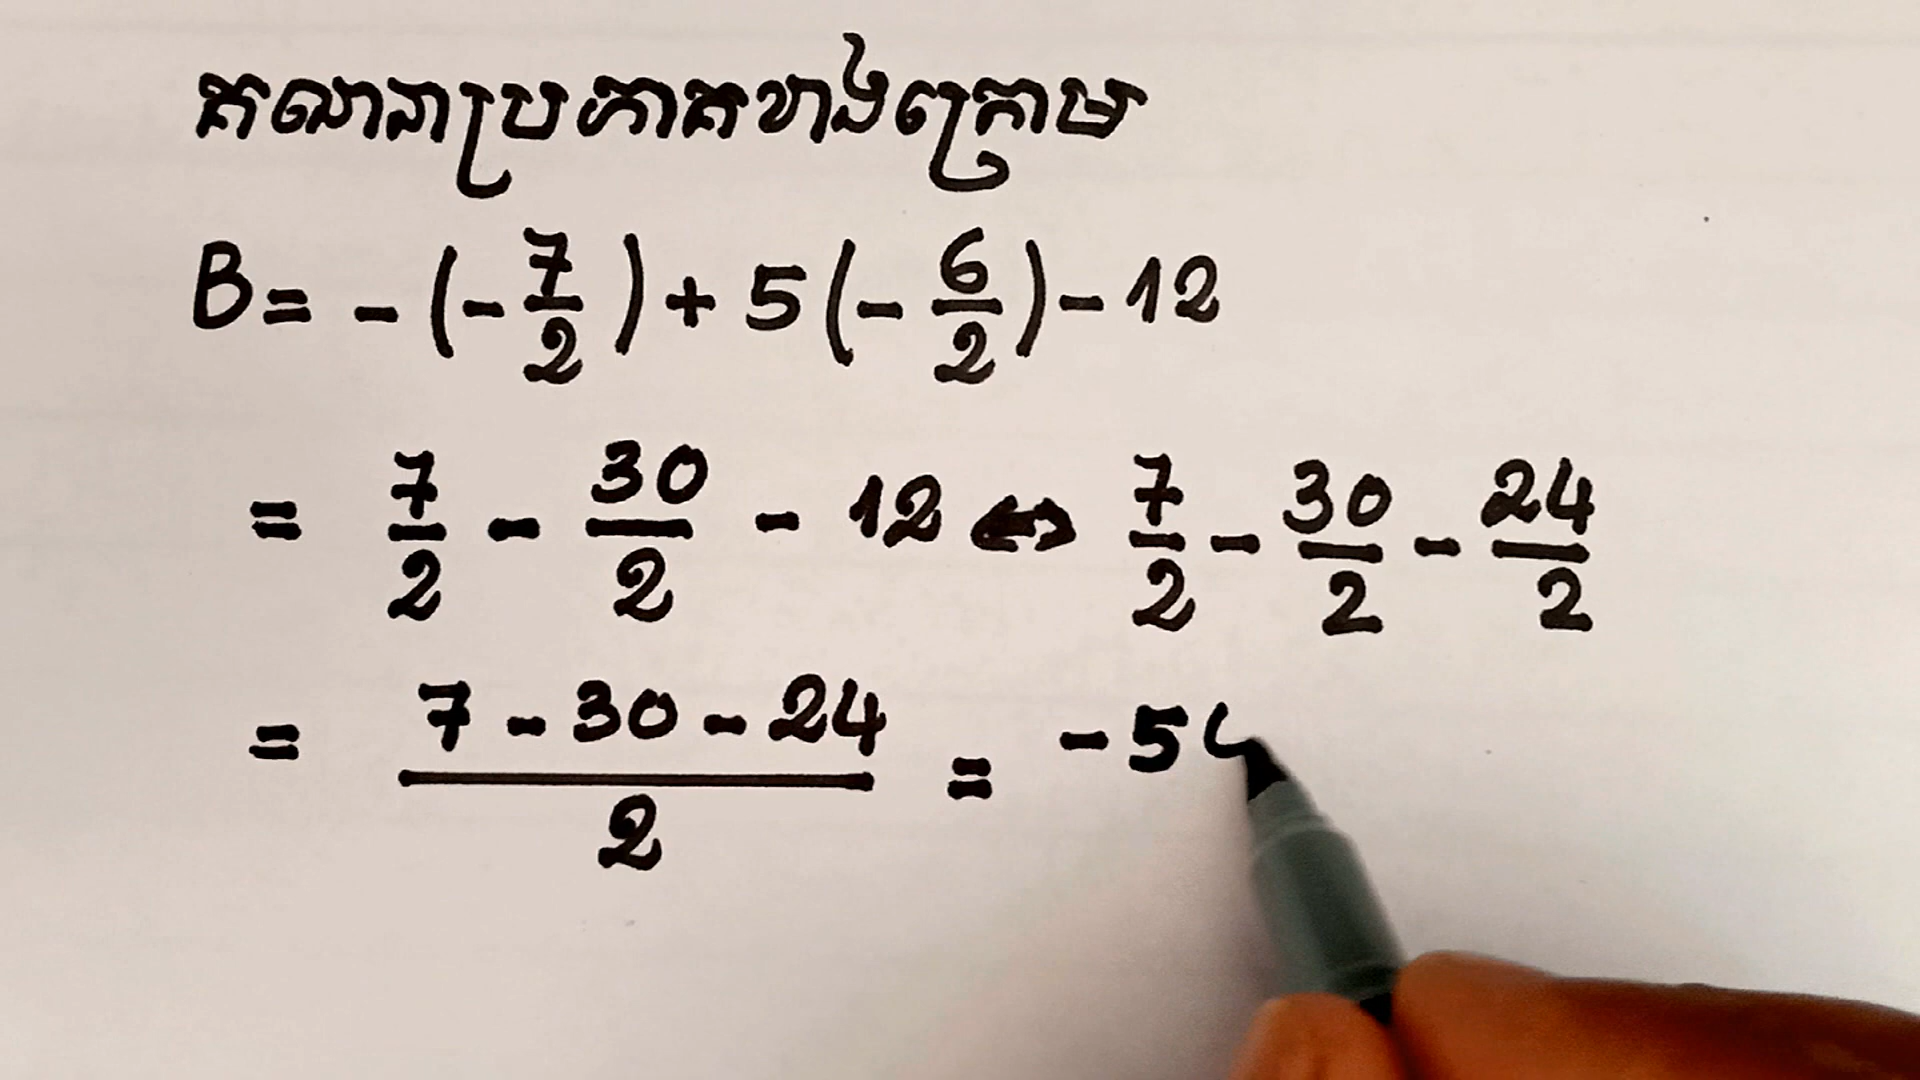 គណនាប្រភាគខាងក្រោម
B = - (- 7/2) + 5(- 6/2) - 12
= 7/2 - 30/2 - 12 ⇔ 7/2 - 30/2 - 24/2
= (7 - 30 - 24)/2 = - 5